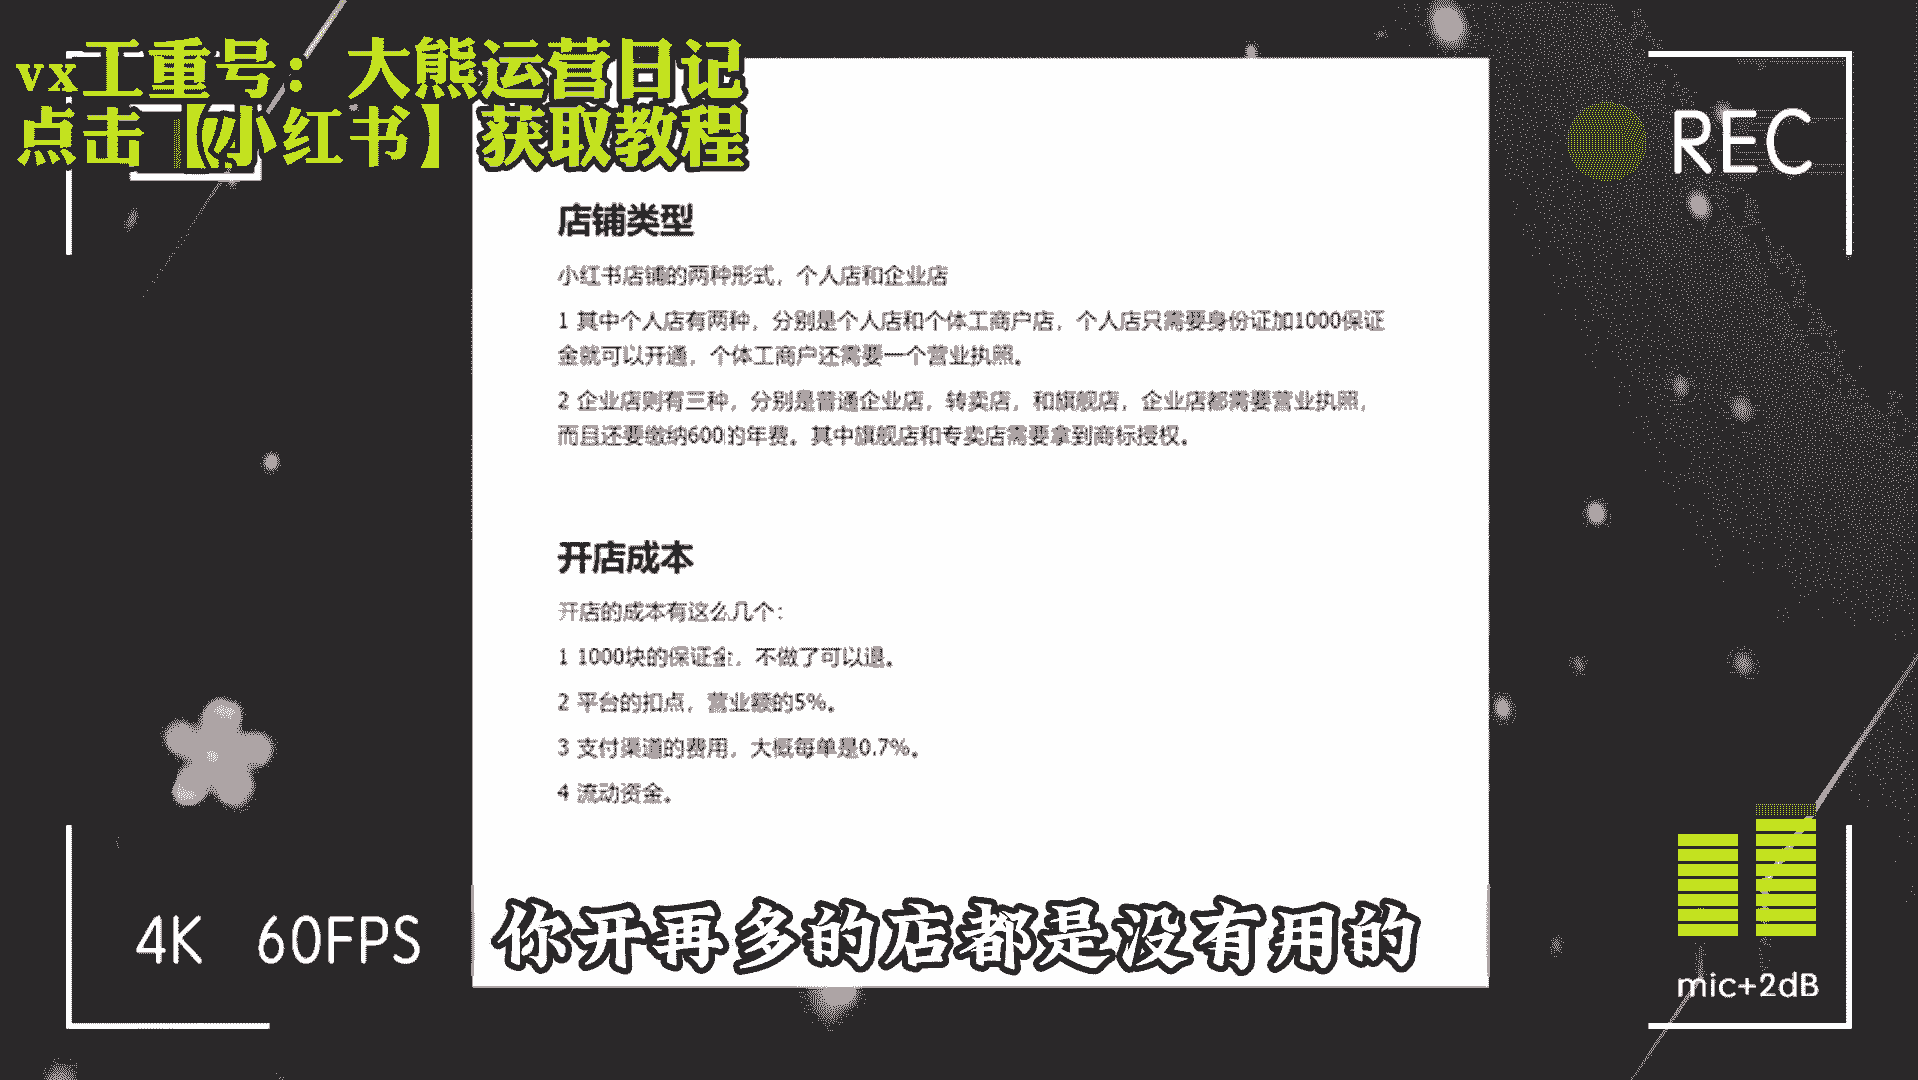 vx工重号：大熊运营日记
点击【小红书】获取教程
REC
店铺类型
小红书店铺的两种形式，个人店和企业店
1 其中个人店有两种，分别是个人店和个体工商户店，个人店只需要身份证加1000保证
金就可以开通，个体工商户还需要一个营业执照。
2 企业店则有三种，分别是普通企业店，转卖店，和旗舰店，企业店都需要营业执照，
而且还要缴纳600的年费。其中旗舰店和专卖店需要拿到商标授权。
开店成本
开店的成本有这么几个：
1 1000块的保证金，不做了可以退。
2 平台的扣点，营业额的5%。
3 支付渠道的费用，大概每单是0.7%。
4 流动资金。
你开再多的店都是没有用的
4K 60FPS
mic+2dB